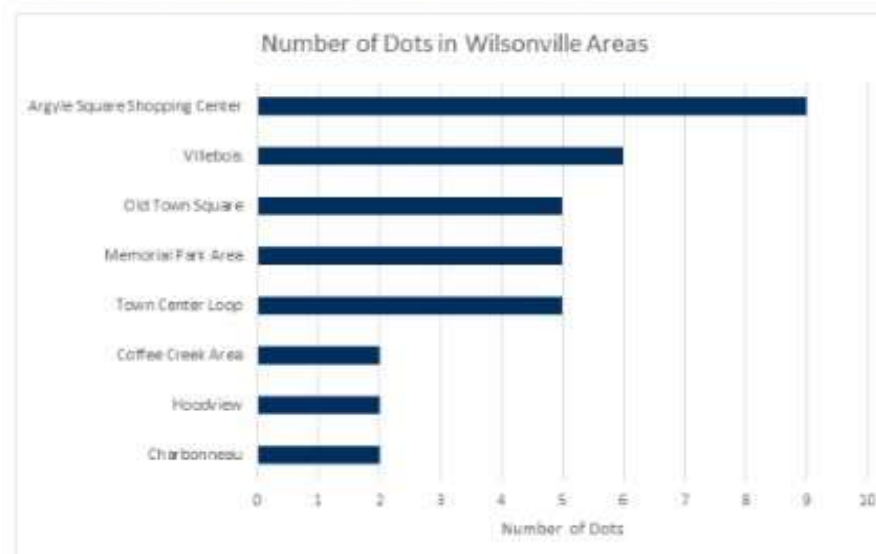 Number of Dots in Wilsonville Areas
Argyle Square Shopping Center
Villebois
Old Town Square
Memorial Park Area
Town Center Loop
Coffee Creek Area
Hoodview
Charbonneau
0 1 2 3 4 5 6 7 8 9 10
Number of Dots